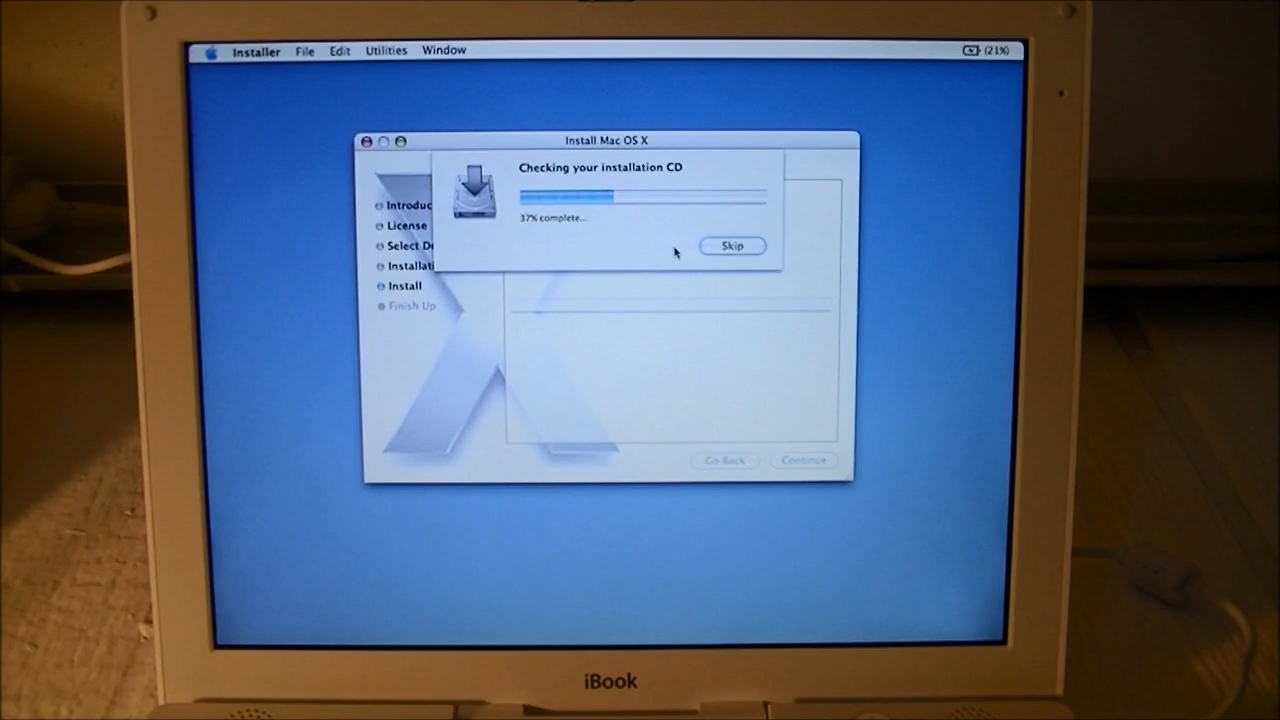 Installer File Edit Utilities Window (21%)
Install Mac OS X
Checking your installation CD
37% complete...
Skip
Introduc
License
Select D
Installati
Install
Finish Up
Go Back Continue
iBook